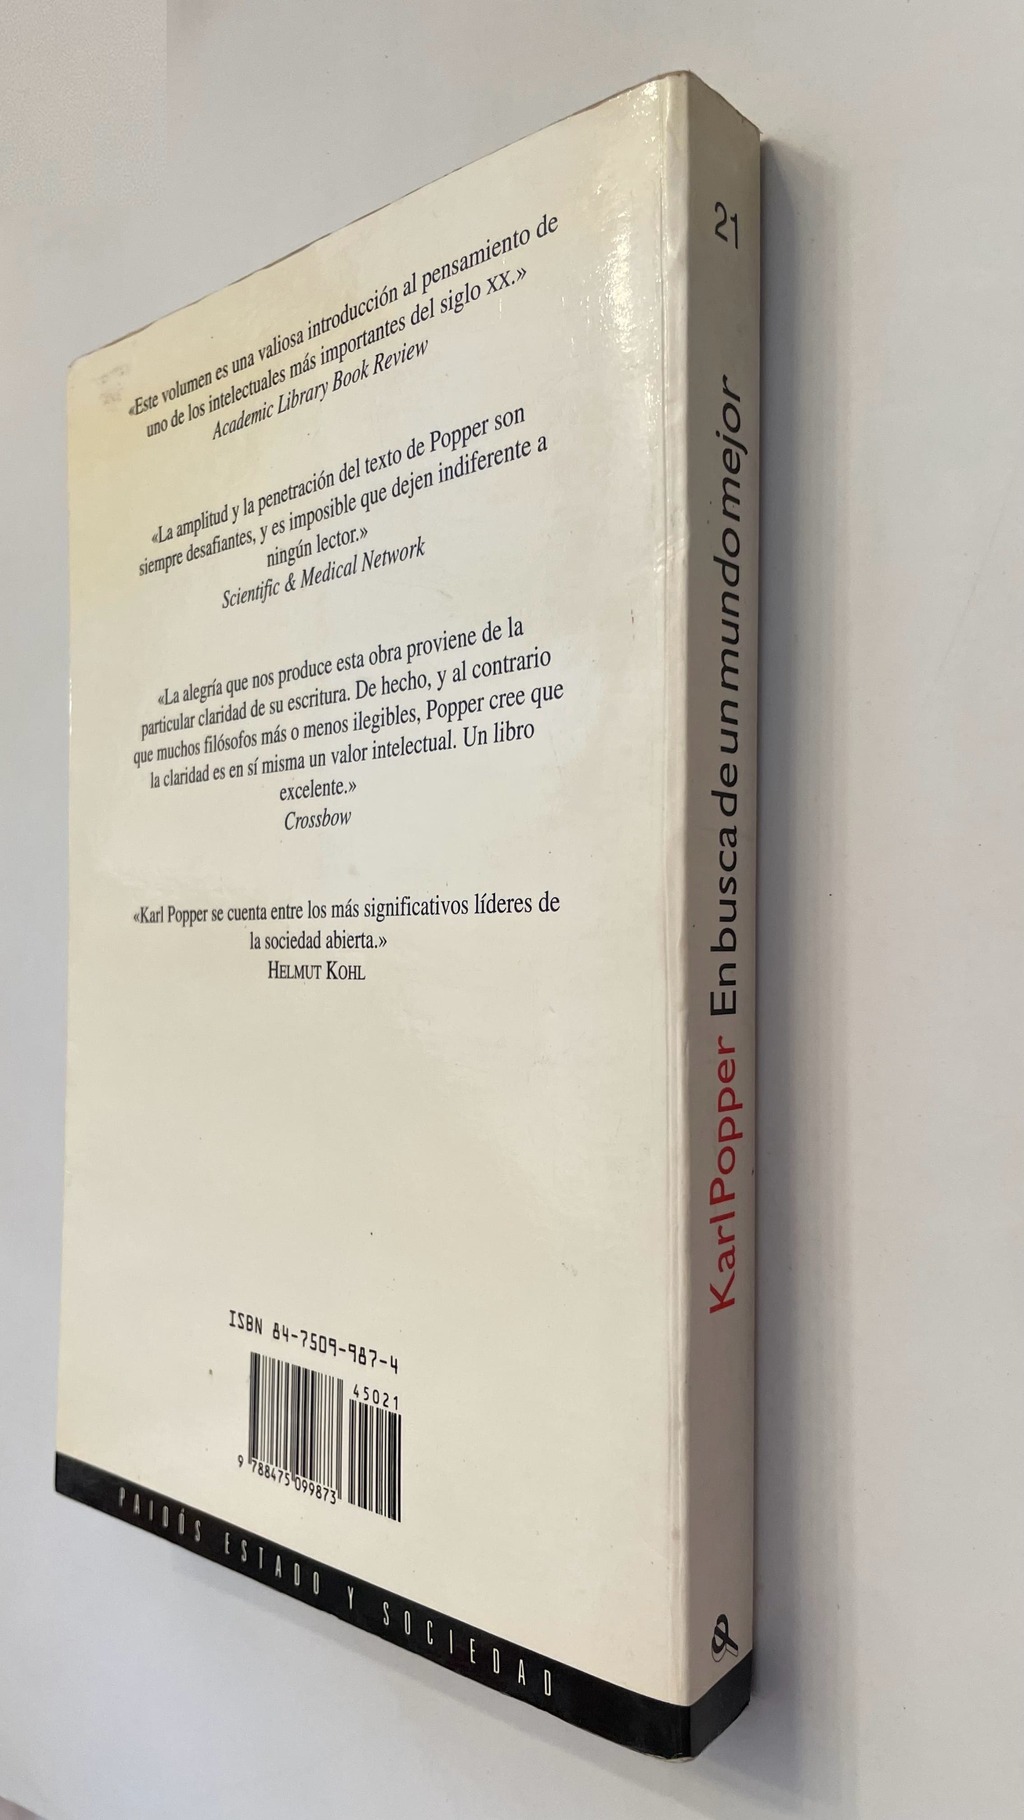 «Este volumen es una valiosa introducción al pensamiento de
uno de los intelectuales más importantes del siglo XX.»
Academic Library Book Review
«La amplitud y la penetración del texto de Popper son
siempre desafiantes, y es imposible que dejen indiferente a
ningún lector.»
Scientific & Medical Network
«La alegría que nos produce esta obra proviene de la
particular claridad de su escritura. De hecho, y al contrario
que muchos filósofos más o menos ilegibles, Popper cree que
la claridad es en sí misma un valor intelectual. Un libro
excelente.»
Crossbow
«Karl Popper se cuenta entre los más significativos líderes de
la sociedad abierta.»
HELMUT KOHL
ISBN 84-7509-987-4
45021
9 788475 099873
PAIDÓS ESTADO Y SOCIEDAD
Karl Popper En busca de un mundo mejor
21